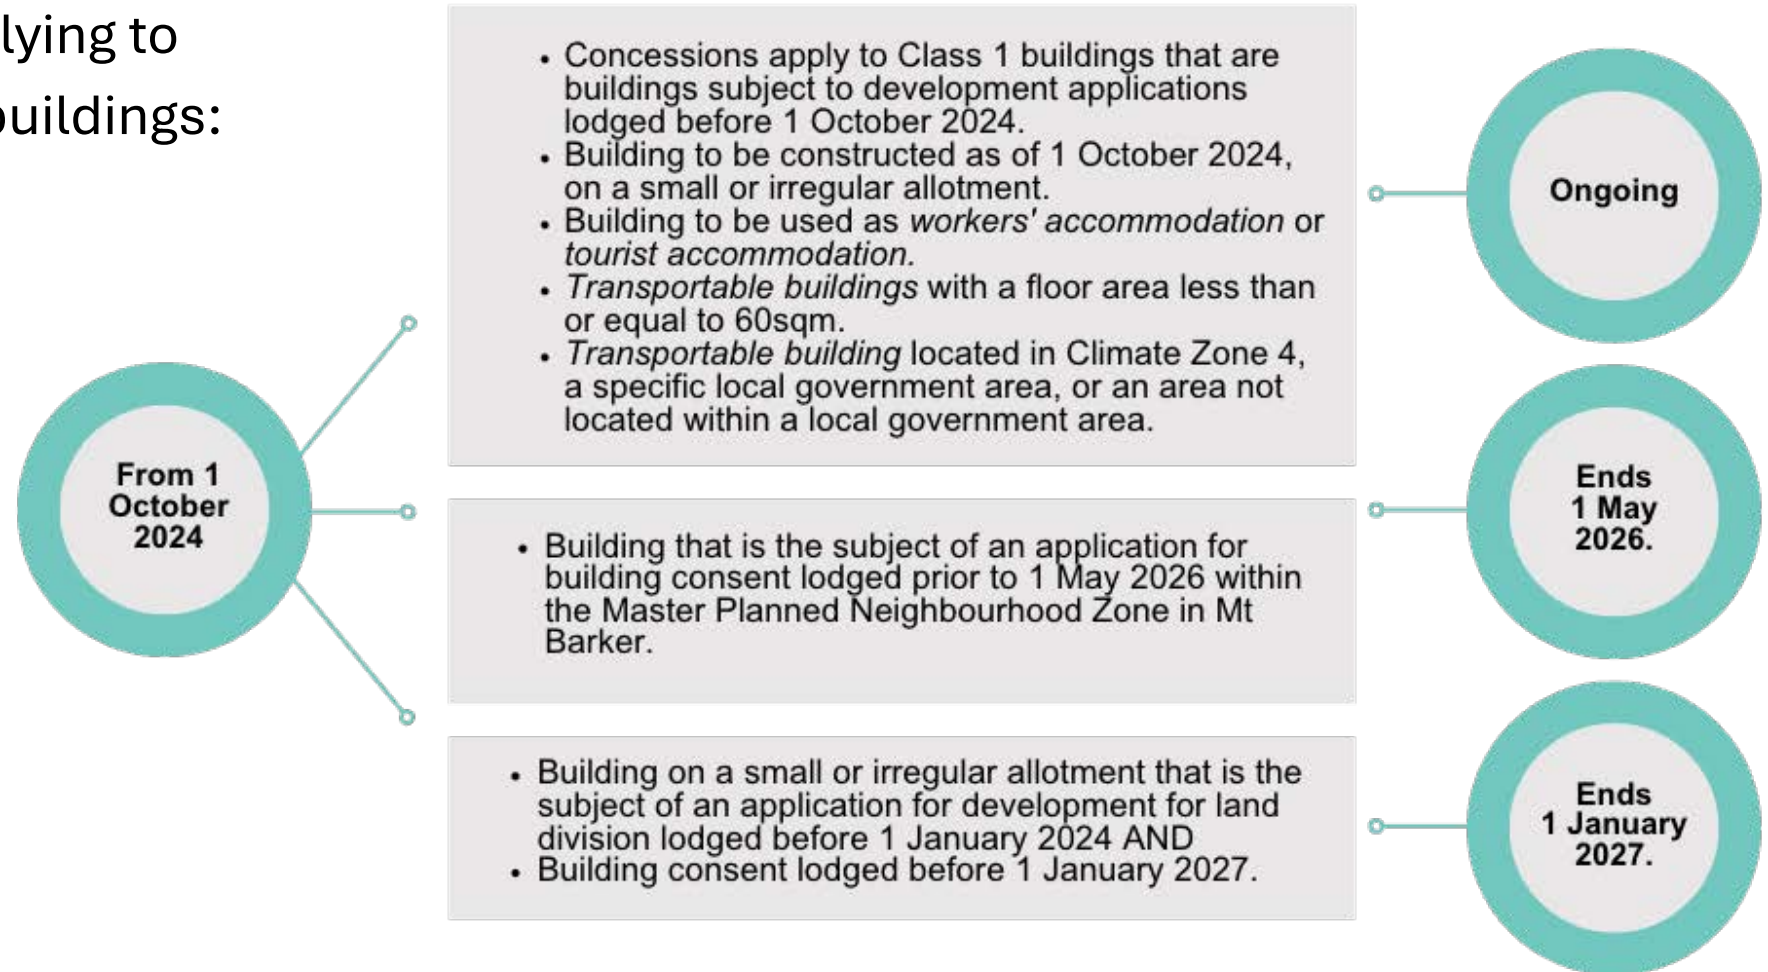 lying to
buildings:
• Concessions apply to Class 1 buildings that are
buildings subject to development applications
lodged before 1 October 2024.
• Building to be constructed as of 1 October 2024,
on a small or irregular allotment.
• Building to be used as workers' accommodation or
tourist accommodation.
• Transportable buildings with a floor area less than
or equal to 60sqm.
• Transportable building located in Climate Zone 4,
a specific local government area, or an area not
located within a local government area.
Ongoing
From 1
October
2024
• Building that is the subject of an application for
building consent lodged prior to 1 May 2026 within
the Master Planned Neighbourhood Zone in Mt
Barker.
Ends
1 May
2026.
• Building on a small or irregular allotment that is the
subject of an application for development for land
division lodged before 1 January 2024 AND
• Building consent lodged before 1 January 2027.
Ends
1 January
2027.